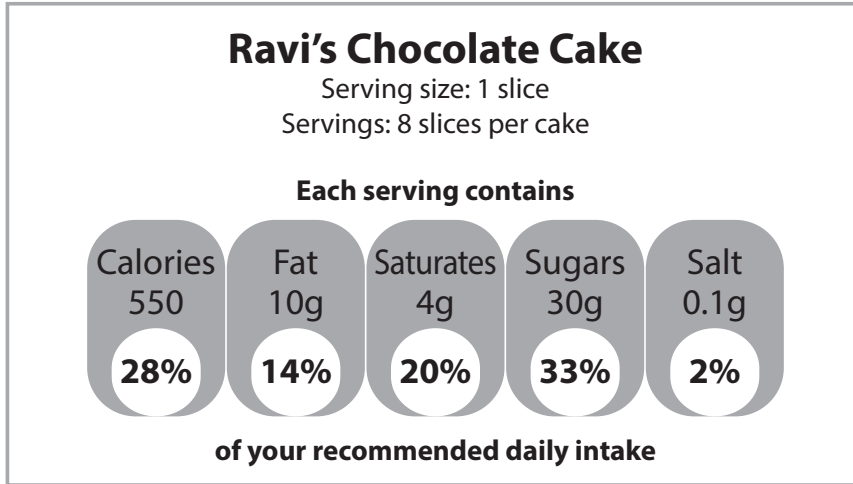 Ravi’s Chocolate Cake
Serving size: 1 slice
Servings: 8 slices per cake
Each serving contains
Calories Fat Saturates Sugars Salt
550 10g 4g 30g 0.1g
28% 14% 20% 33% 2%
of your recommended daily intake